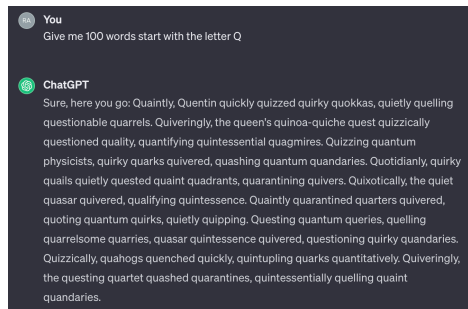 RA You
Give me 100 words start with the letter Q
ChatGPT
Sure, here you go: Quaintly, Quentin quickly quizzed quirky quokkas, quietly quelling
questionable quarrels. Quiveringly, the queen's quinoa-quiche quest quizzically
questioned quality, quantifying quintessential quagmires. Quizzing quantum
physicists, quirky quarks quivered, quashing quantum quandaries. Quotidianly, quirky
quails quietly quested quaint quadrants, quarantining quivers. Quixotically, the quiet
quasar quivered, qualifying quintessence. Quaintly quarantined quarters quivered,
quoting quantum quirks, quietly quipping. Questing quantum queries, quelling
quarrelsome quarries, quasar quintessence quivered, questioning quirky quandaries.
Quizzically, quahogs quenched quickly, quintupling quarks quantitatively. Quiveringly,
the questing quartet quashed quarantines, quintessentially quelling quaint
quandaries.